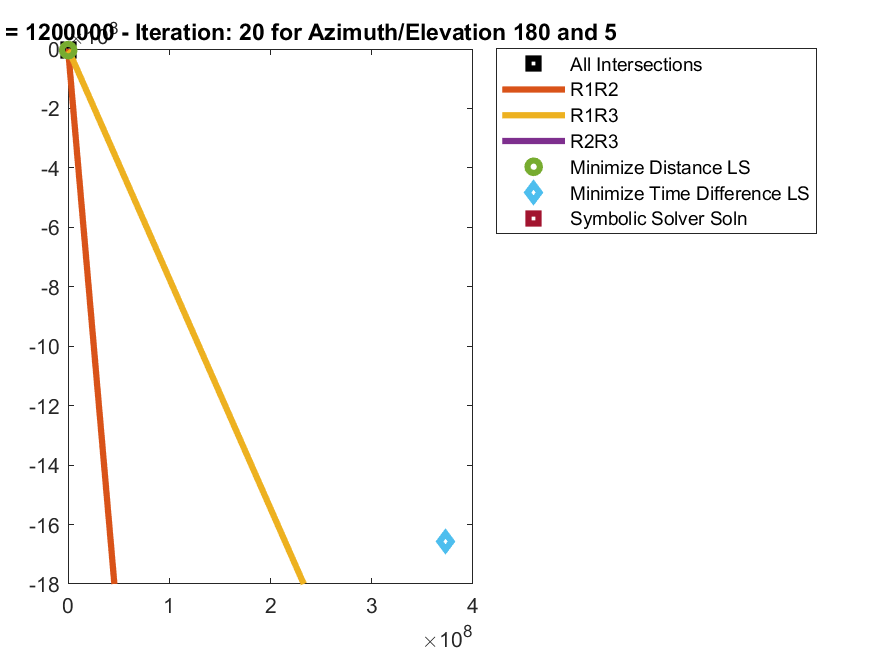 = 1200000 - Iteration: 20 for Azimuth/Elevation 180 and 5
×10^8
0
-2
-4
-6
-8
-10
-12
-14
-16
-18
0 1 2 3 4
×10^8
All Intersections
R1R2
R1R3
R2R3
Minimize Distance LS
Minimize Time Difference LS
Symbolic Solver Soln